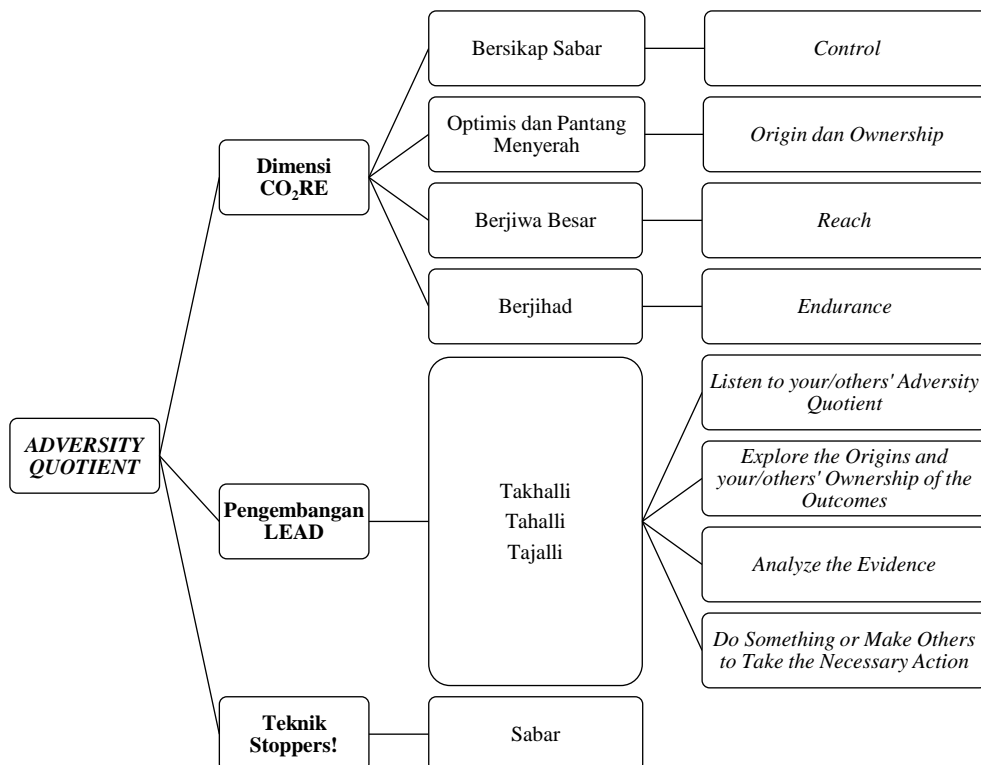 Bersikap Sabar
Control
Optimis dan Pantang
Menyerah
Origin dan Ownership
Dimensi
CO₂RE
Berjiwa Besar
Reach
Berjihad
Endurance
ADVERSITY
QUOTIENT
Pengembangan
LEAD
Takhalli
Tahalli
Tajalli
Listen to your/others' Adversity
Quotient
Explore the Origins and
your/others' Ownership of the
Outcomes
Analyze the Evidence
Do Something or Make Others
to Take the Necessary Action
Teknik
Stoppers!
Sabar